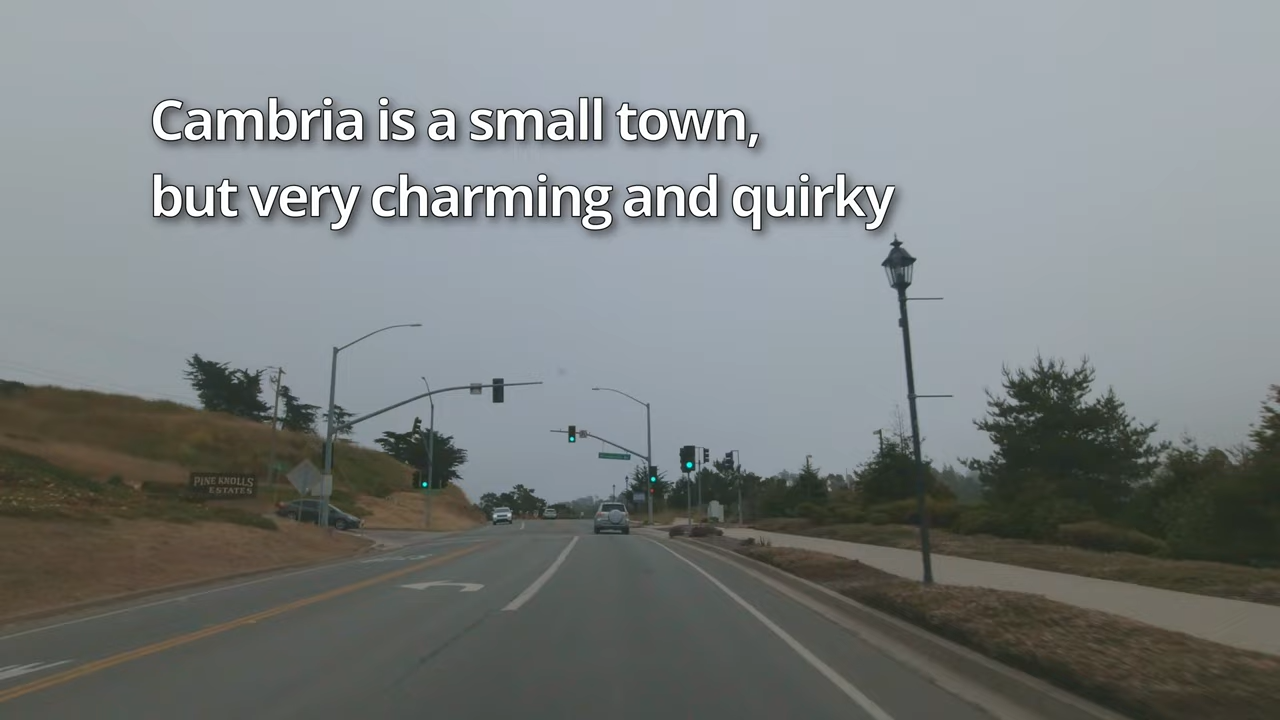 Cambria is a small town,
but very charming and quirky
PINE KNOLLS
ESTATES